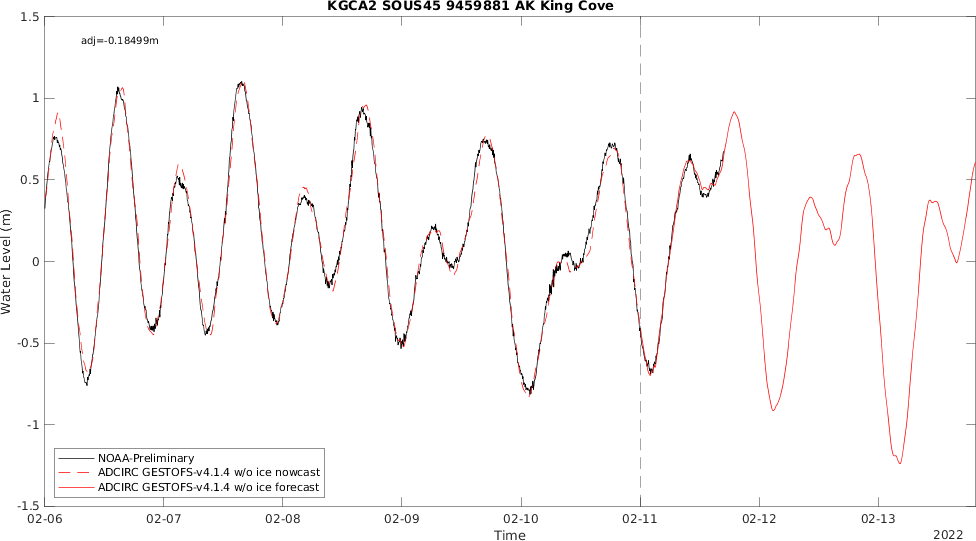 KGCA2 SOUS45 9459881 AK King Cove
adj=-0.18499m
1.5
1
0.5
0
-0.5
-1
-1.5
Water Level (m)
NOAA-Preliminary
ADCIRC GESTOFS-v4.1.4 w/o ice nowcast
ADCIRC GESTOFS-v4.1.4 w/o ice forecast
02-06 02-07 02-08 02-09 02-10 02-11 02-12 02-13
Time
2022